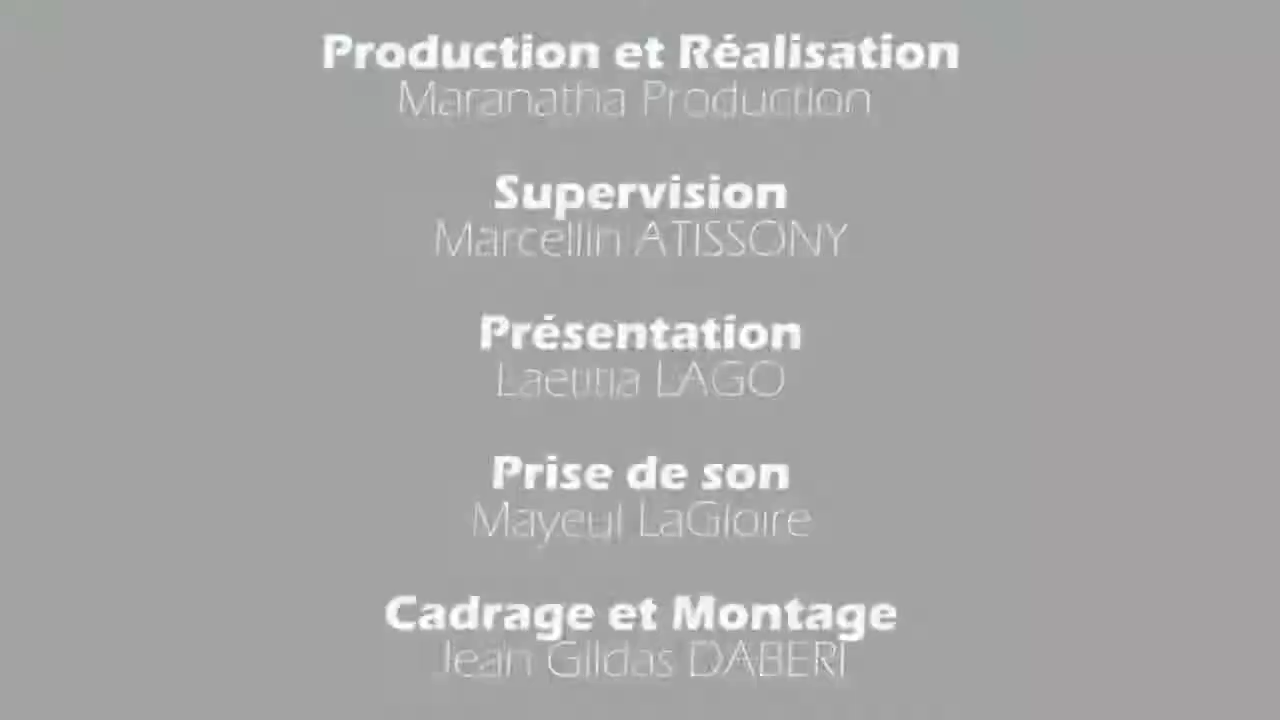 Production et Réalisation
Maranatha Production
Supervision
Marcellin ATISSONY
Présentation
Laetitia LAGO
Prise de son
Mayeul LaGloire
Cadrage et Montage
Jean Gildas DABERI